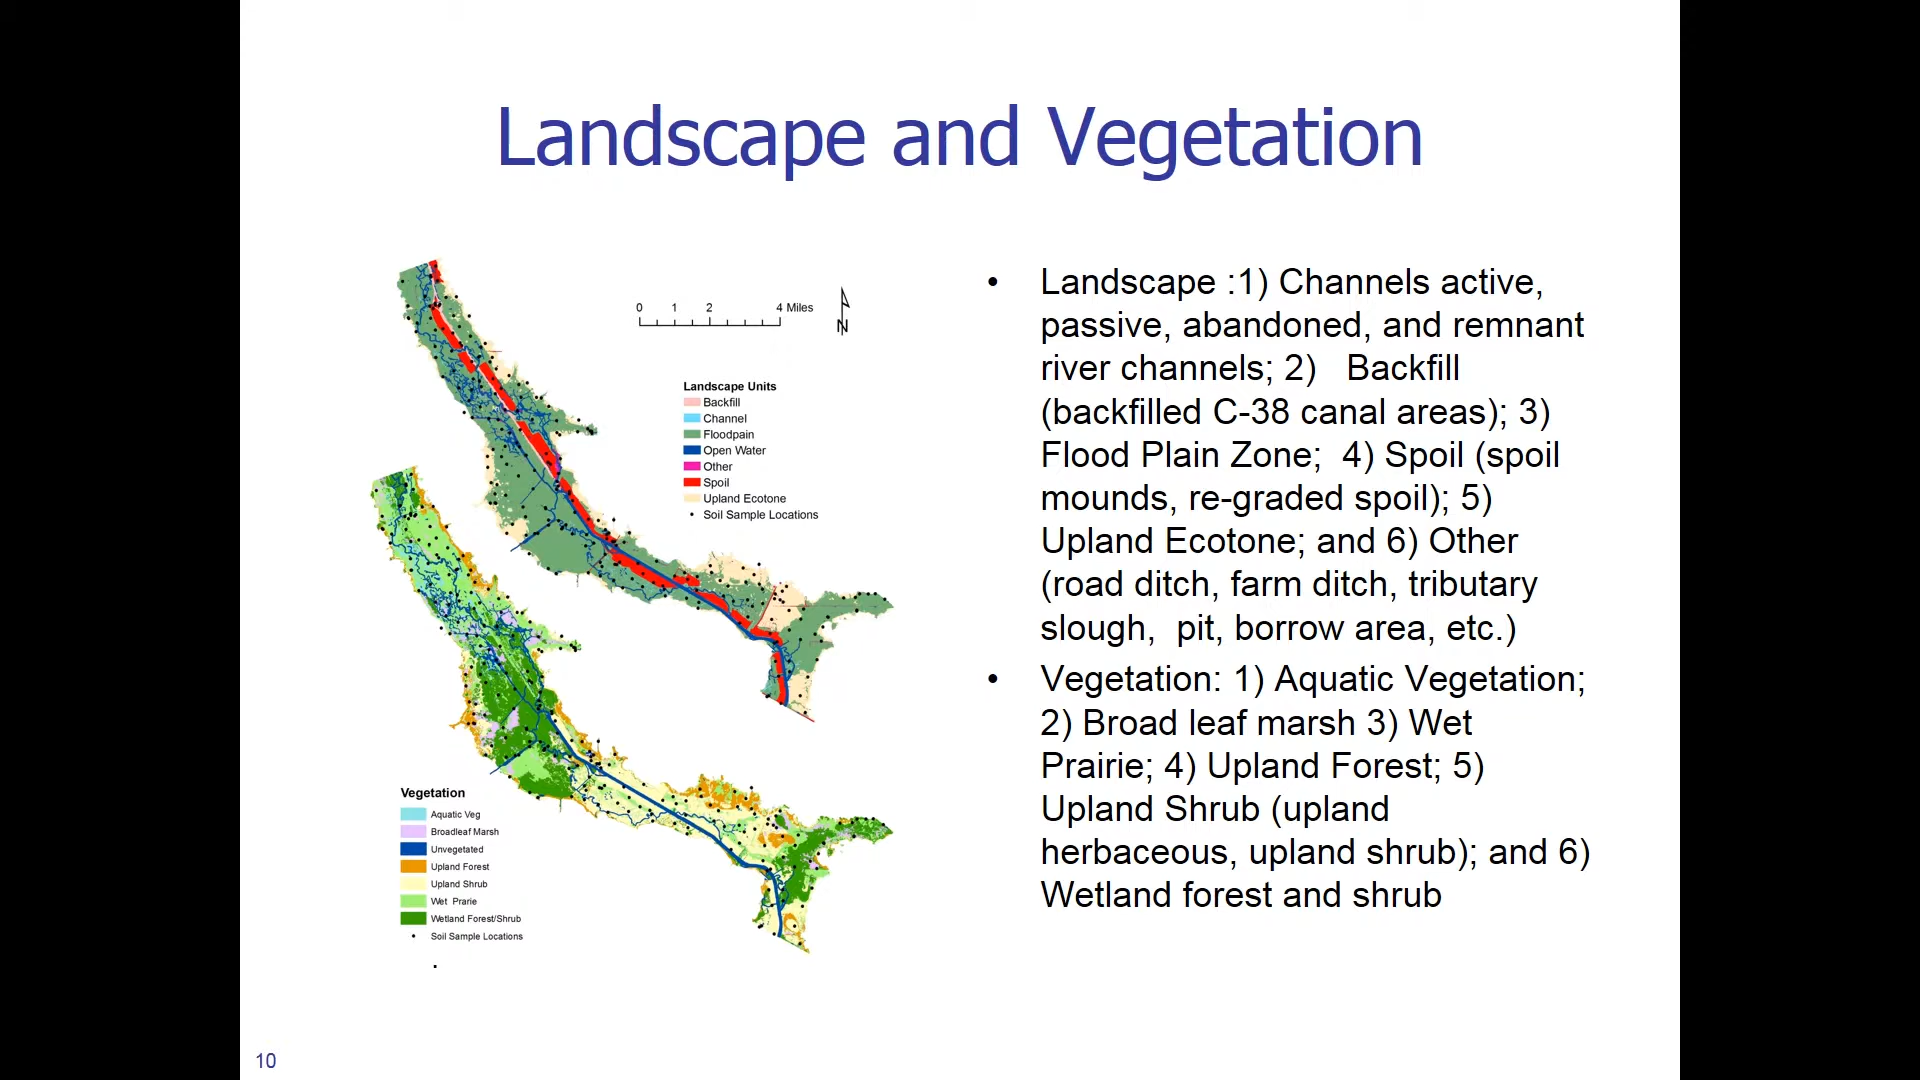 Landscape and Vegetation
0 1 2 4 Miles
N
Landscape Units
Backfill
Channel
Floodpain
Open Water
Other
Spoil
Upland Ecotone
• Soil Sample Locations
Vegetation
Aquatic Veg
Broadleaf Marsh
Unvegetated
Upland Forest
Upland Shrub
Wet Prarie
Wetland Forest/Shrub
• Soil Sample Locations
.
• Landscape :1) Channels active,
passive, abandoned, and remnant
river channels; 2) Backfill
(backfilled C-38 canal areas); 3)
Flood Plain Zone; 4) Spoil (spoil
mounds, re-graded spoil); 5)
Upland Ecotone; and 6) Other
(road ditch, farm ditch, tributary
slough, pit, borrow area, etc.)
• Vegetation: 1) Aquatic Vegetation;
2) Broad leaf marsh 3) Wet
Prairie; 4) Upland Forest; 5)
Upland Shrub (upland
herbaceous, upland shrub); and 6)
Wetland forest and shrub
10